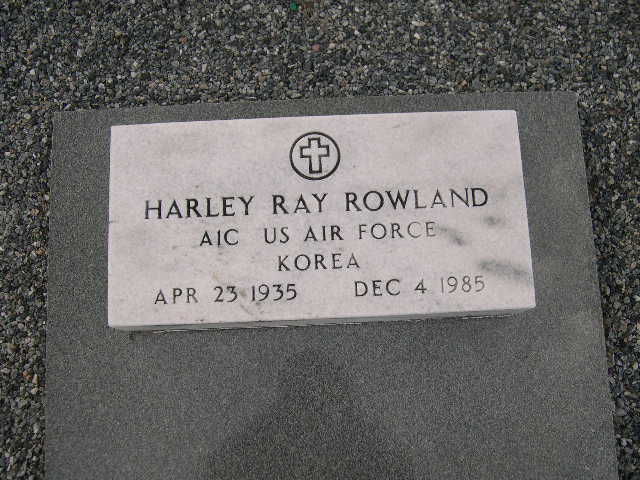 HARLEY RAY ROWLAND
A1C US AIR FORCE
KOREA
APR 23 1935 DEC 4 1985